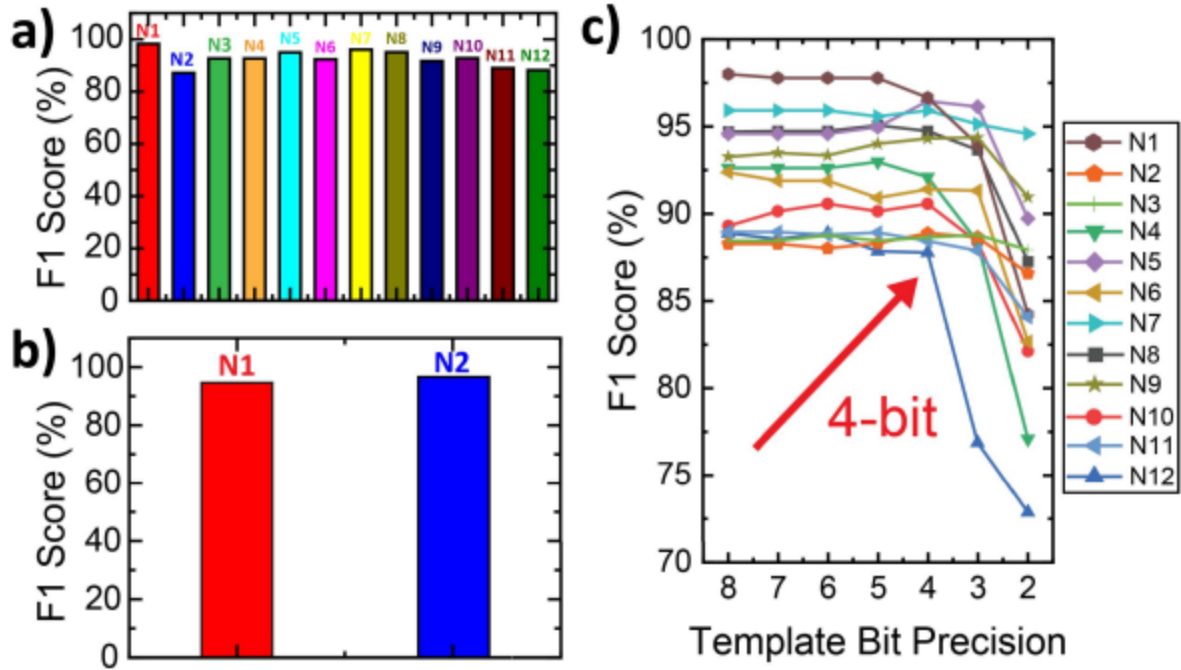 a)
F1 Score (%)
100
80
60
40
20
0
N1
N2
N3
N4
N5
N6
N7
N8
N9
N10
N11
N12
b)
F1 Score (%)
100
80
60
40
20
0
N1
N2
c)
F1 Score (%)
100
95
90
85
80
75
70
4-bit
8 7 6 5 4 3 2
Template Bit Precision
N1
N2
N3
N4
N5
N6
N7
N8
N9
N10
N11
N12